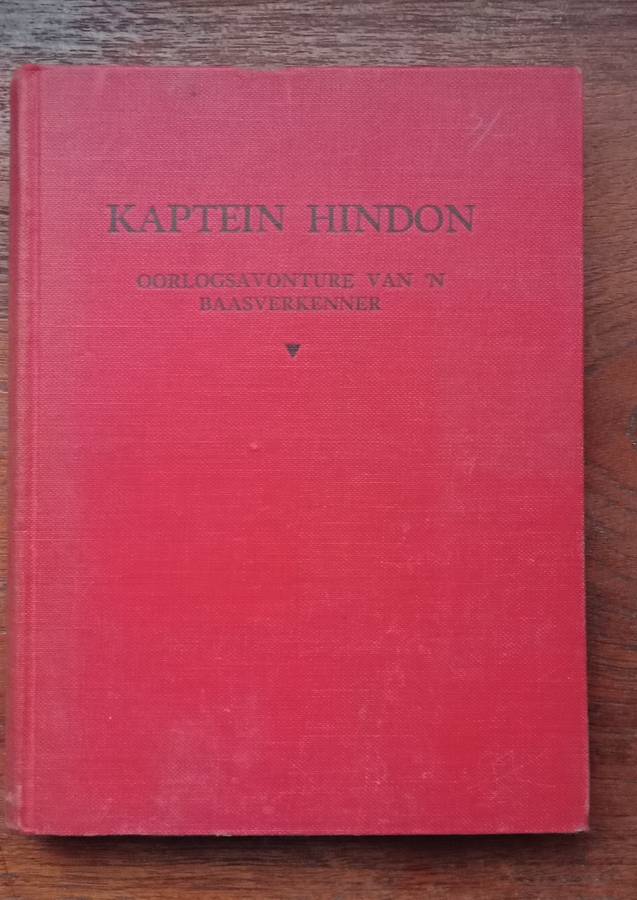 KAPTEIN HINDON
OORLOGSAVONTURE VAN 'N
BAASVERKENNER